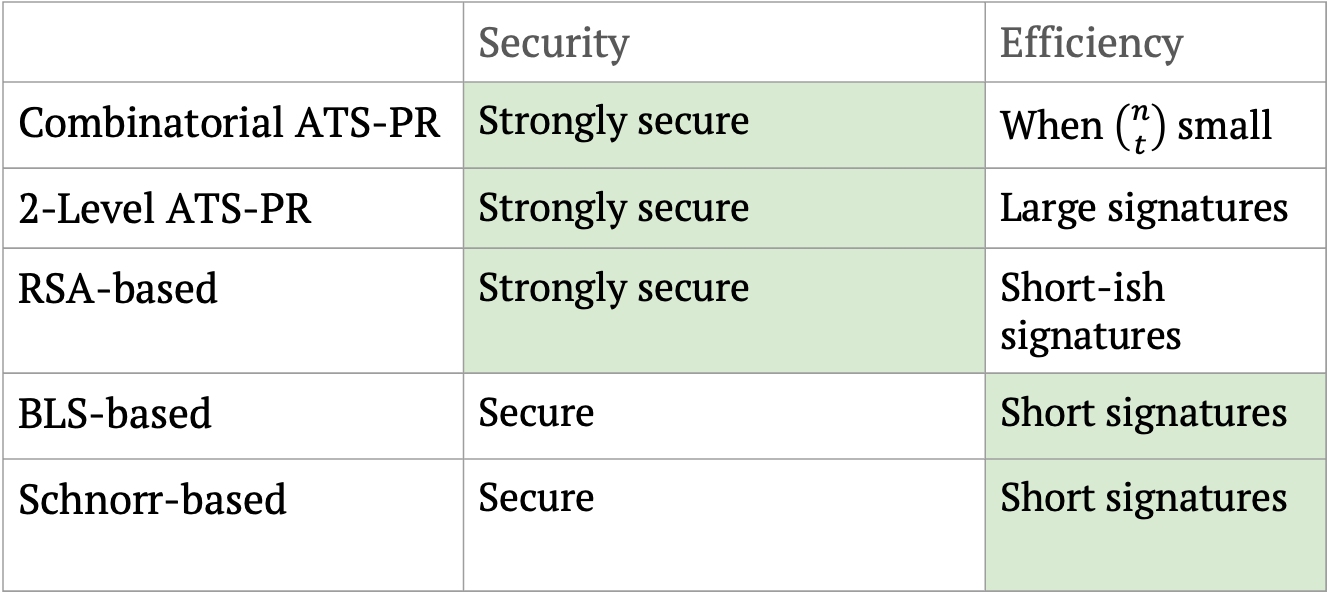 Security Efficiency
Combinatorial ATS-PR Strongly secure When (n t) small
2-Level ATS-PR Strongly secure Large signatures
RSA-based Strongly secure Short-ish
signatures
BLS-based Secure Short signatures
Schnorr-based Secure Short signatures